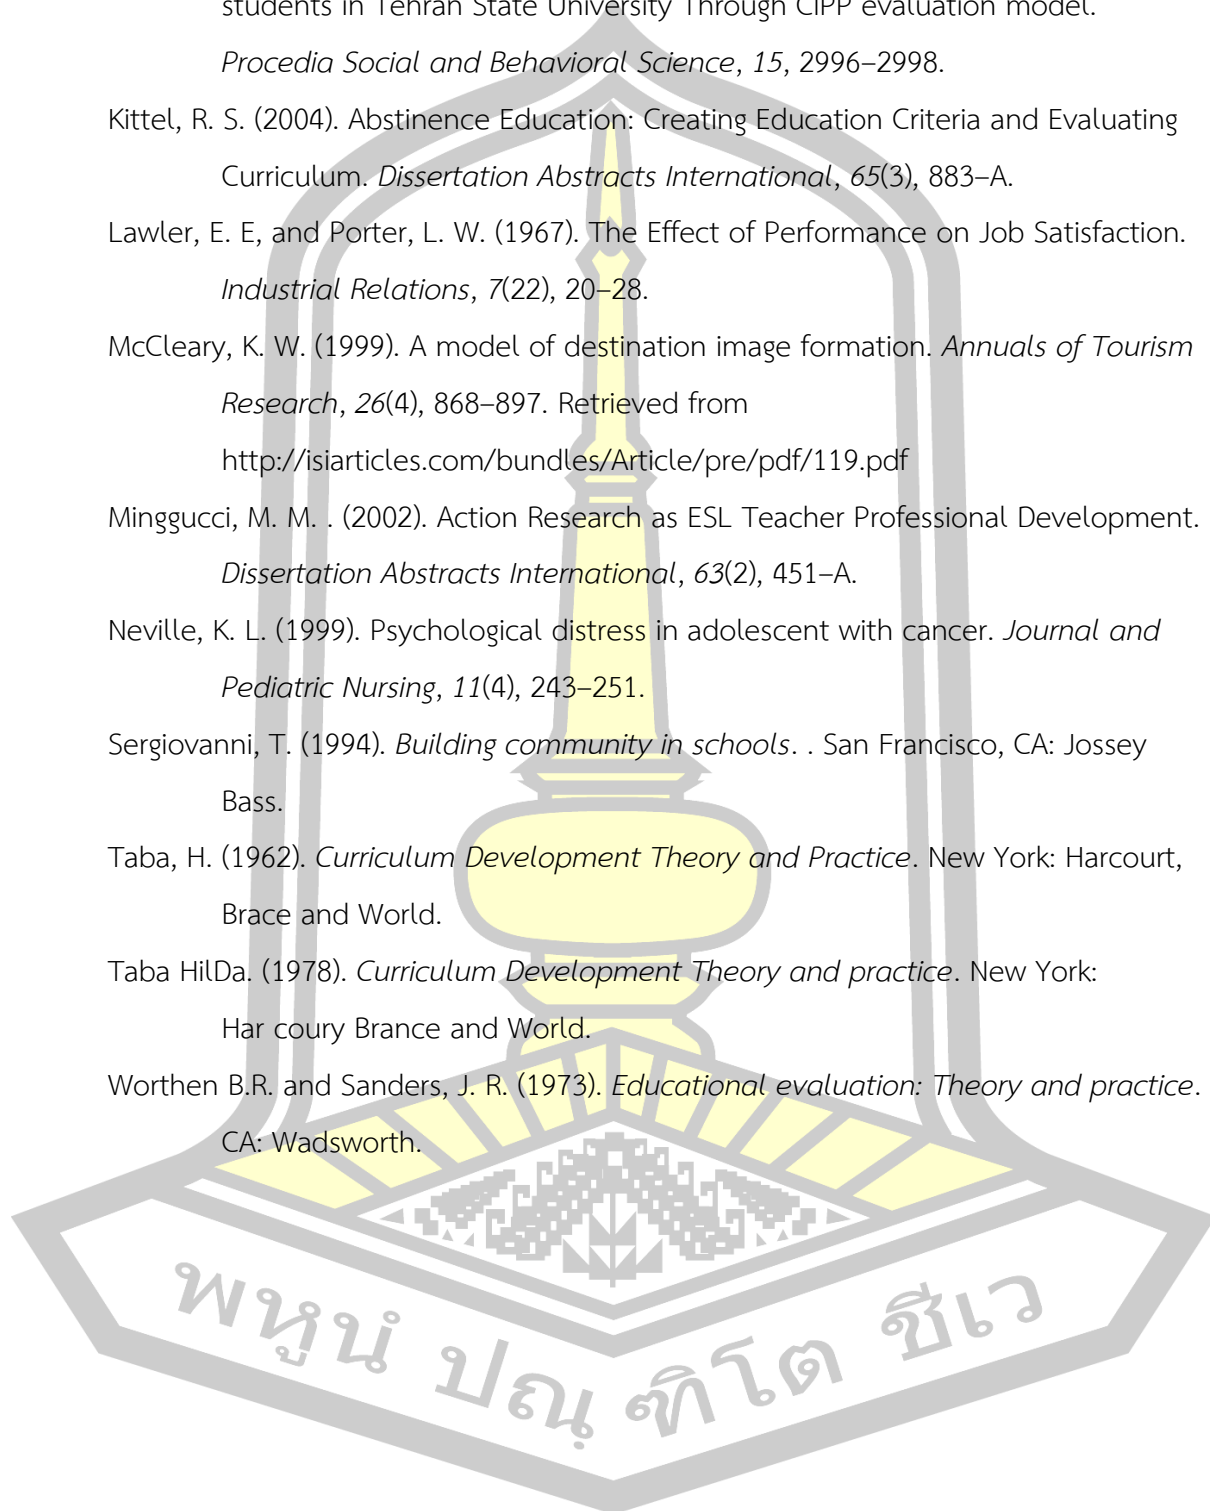 students in Tehran State University Through CIPP evaluation model.
Procedia Social and Behavioral Science, 15, 2996–2998.
Kittel, R. S. (2004). Abstinence Education: Creating Education Criteria and Evaluating
Curriculum. Dissertation Abstracts International, 65(3), 883–A.
Lawler, E. E, and Porter, L. W. (1967). The Effect of Performance on Job Satisfaction.
Industrial Relations, 7(22), 20–28.
McCleary, K. W. (1999). A model of destination image formation. Annuals of Tourism
Research, 26(4), 868–897. Retrieved from
http://isiarticles.com/bundles/Article/pre/pdf/119.pdf
Minggucci, M. M. . (2002). Action Research as ESL Teacher Professional Development.
Dissertation Abstracts International, 63(2), 451–A.
Neville, K. L. (1999). Psychological distress in adolescent with cancer. Journal and
Pediatric Nursing, 11(4), 243–251.
Sergiovanni, T. (1994). Building community in schools. . San Francisco, CA: Jossey
Bass.
Taba, H. (1962). Curriculum Development Theory and Practice. New York: Harcourt,
Brace and World.
Taba HilDa. (1978). Curriculum Development Theory and practice. New York:
Har coury Brance and World.
Worthen B.R. and Sanders, J. R. (1973). Educational evaluation: Theory and practice.
CA: Wadsworth.
พหูนํ ปณฺฑิโต ชีเว